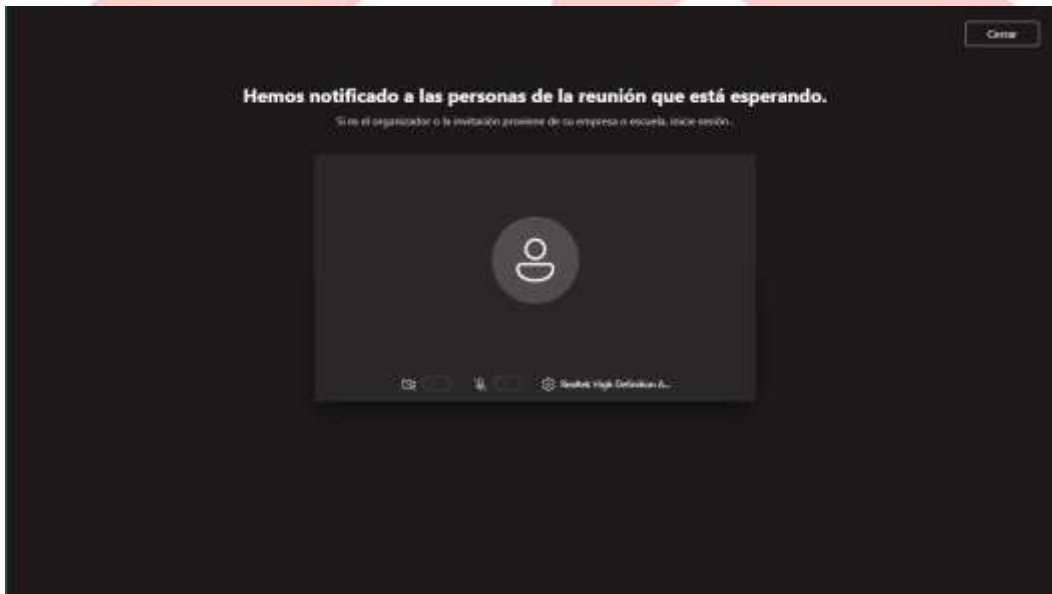 Cerrar
Hemos notificado a las personas de la reunión que está esperando.
Si es el organizador o la invitación proviene de su empresa o escuela, inicie sesión.
Realtek High Definition A...